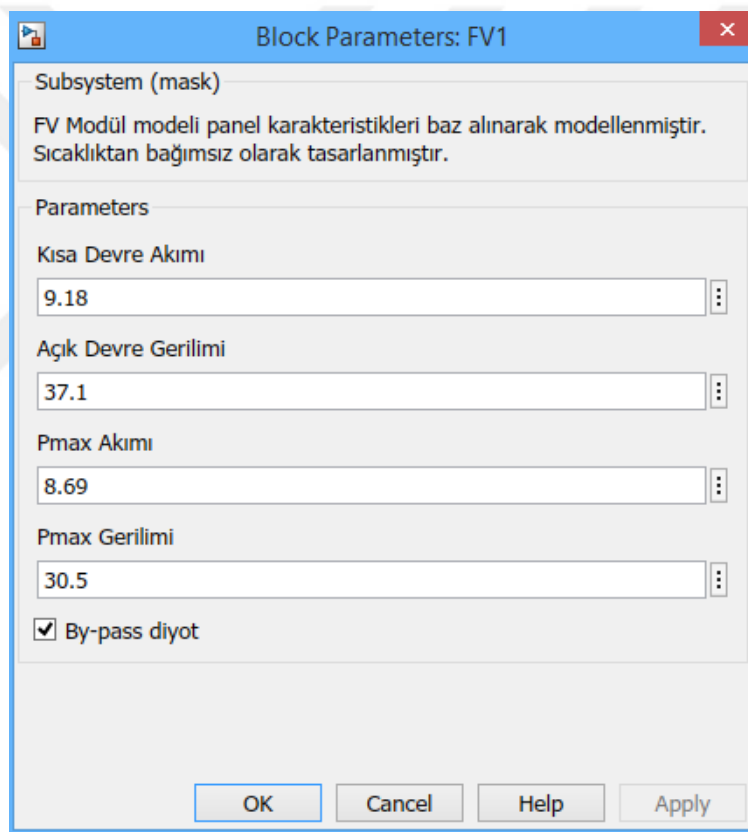 Block Parameters: FV1
Subsystem (mask)
FV Modül modeli panel karakteristikleri baz alınarak modellenmiştir.
Sıcaklıktan bağımsız olarak tasarlanmıştır.
Parameters
Kısa Devre Akımı
9.18
Açık Devre Gerilimi
37.1
Pmax Akımı
8.69
Pmax Gerilimi
30.5
By-pass diyot
OK Cancel Help Apply